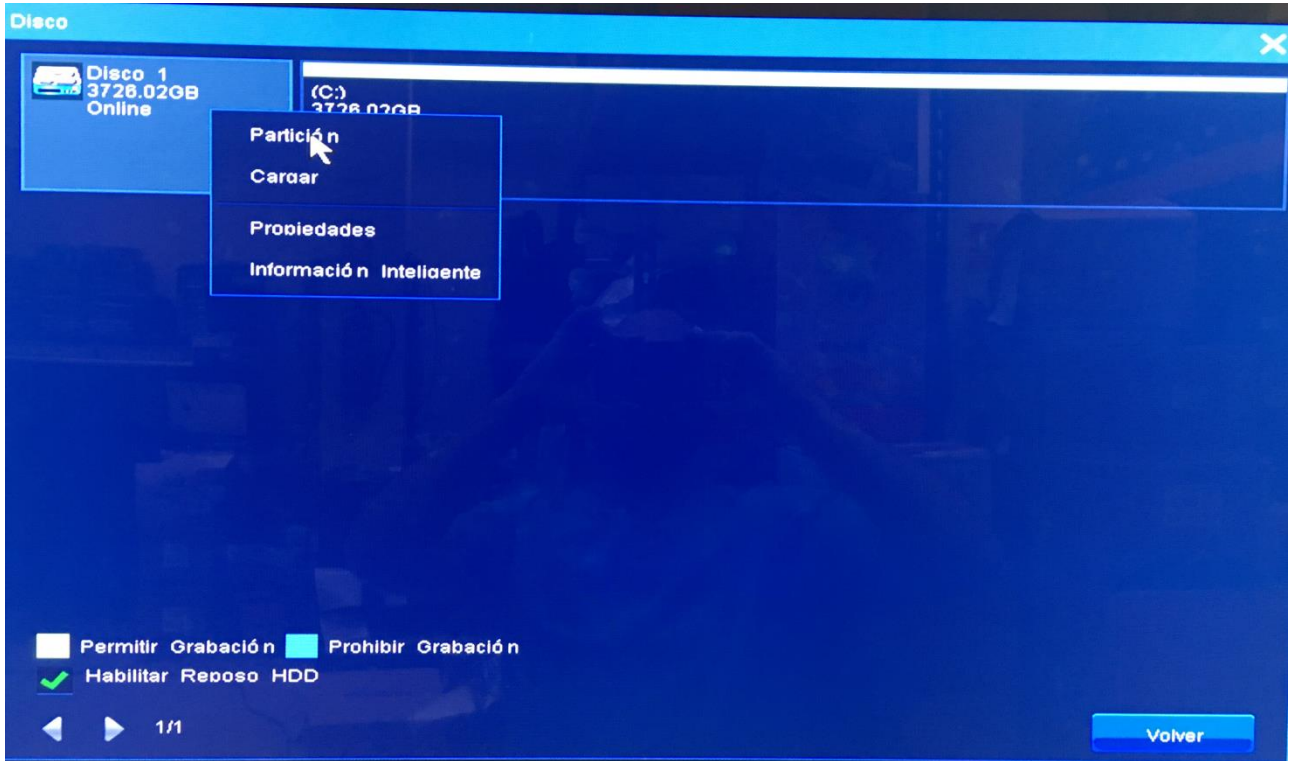 Disco
Disco 1
3726.02GB
Online
(C:)
3726.02GB
Partición
Cargar
Propiedades
Información Inteligente
Permitir Grabación
Prohibir Grabación
Habilitar Reposo HDD
1/1
Volver